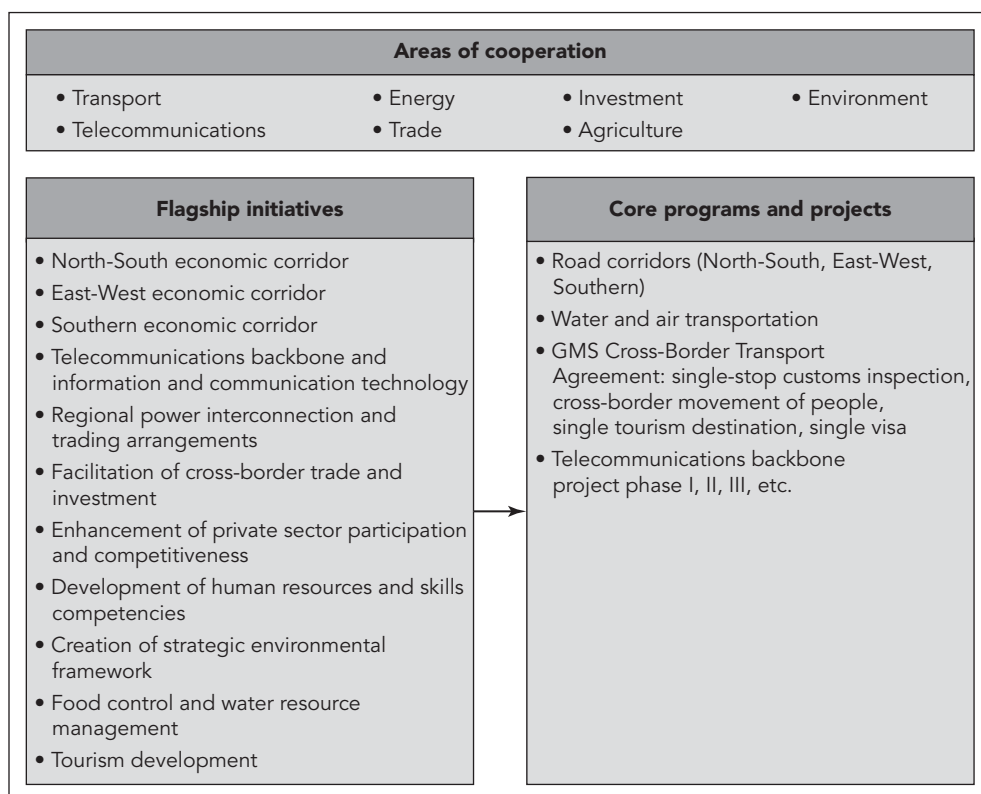 Areas of cooperation
• Transport • Energy • Investment • Environment
• Telecommunications • Trade • Agriculture
Flagship initiatives
• North-South economic corridor
• East-West economic corridor
• Southern economic corridor
• Telecommunications backbone and
information and communication technology
• Regional power interconnection and
trading arrangements
• Facilitation of cross-border trade and
investment
• Enhancement of private sector participation
and competitiveness
• Development of human resources and skills
competencies
• Creation of strategic environmental
framework
• Food control and water resource
management
• Tourism development
Core programs and projects
• Road corridors (North-South, East-West,
Southern)
• Water and air transportation
• GMS Cross-Border Transport
Agreement: single-stop customs inspection,
cross-border movement of people,
single tourism destination, single visa
• Telecommunications backbone
project phase I, II, III, etc.